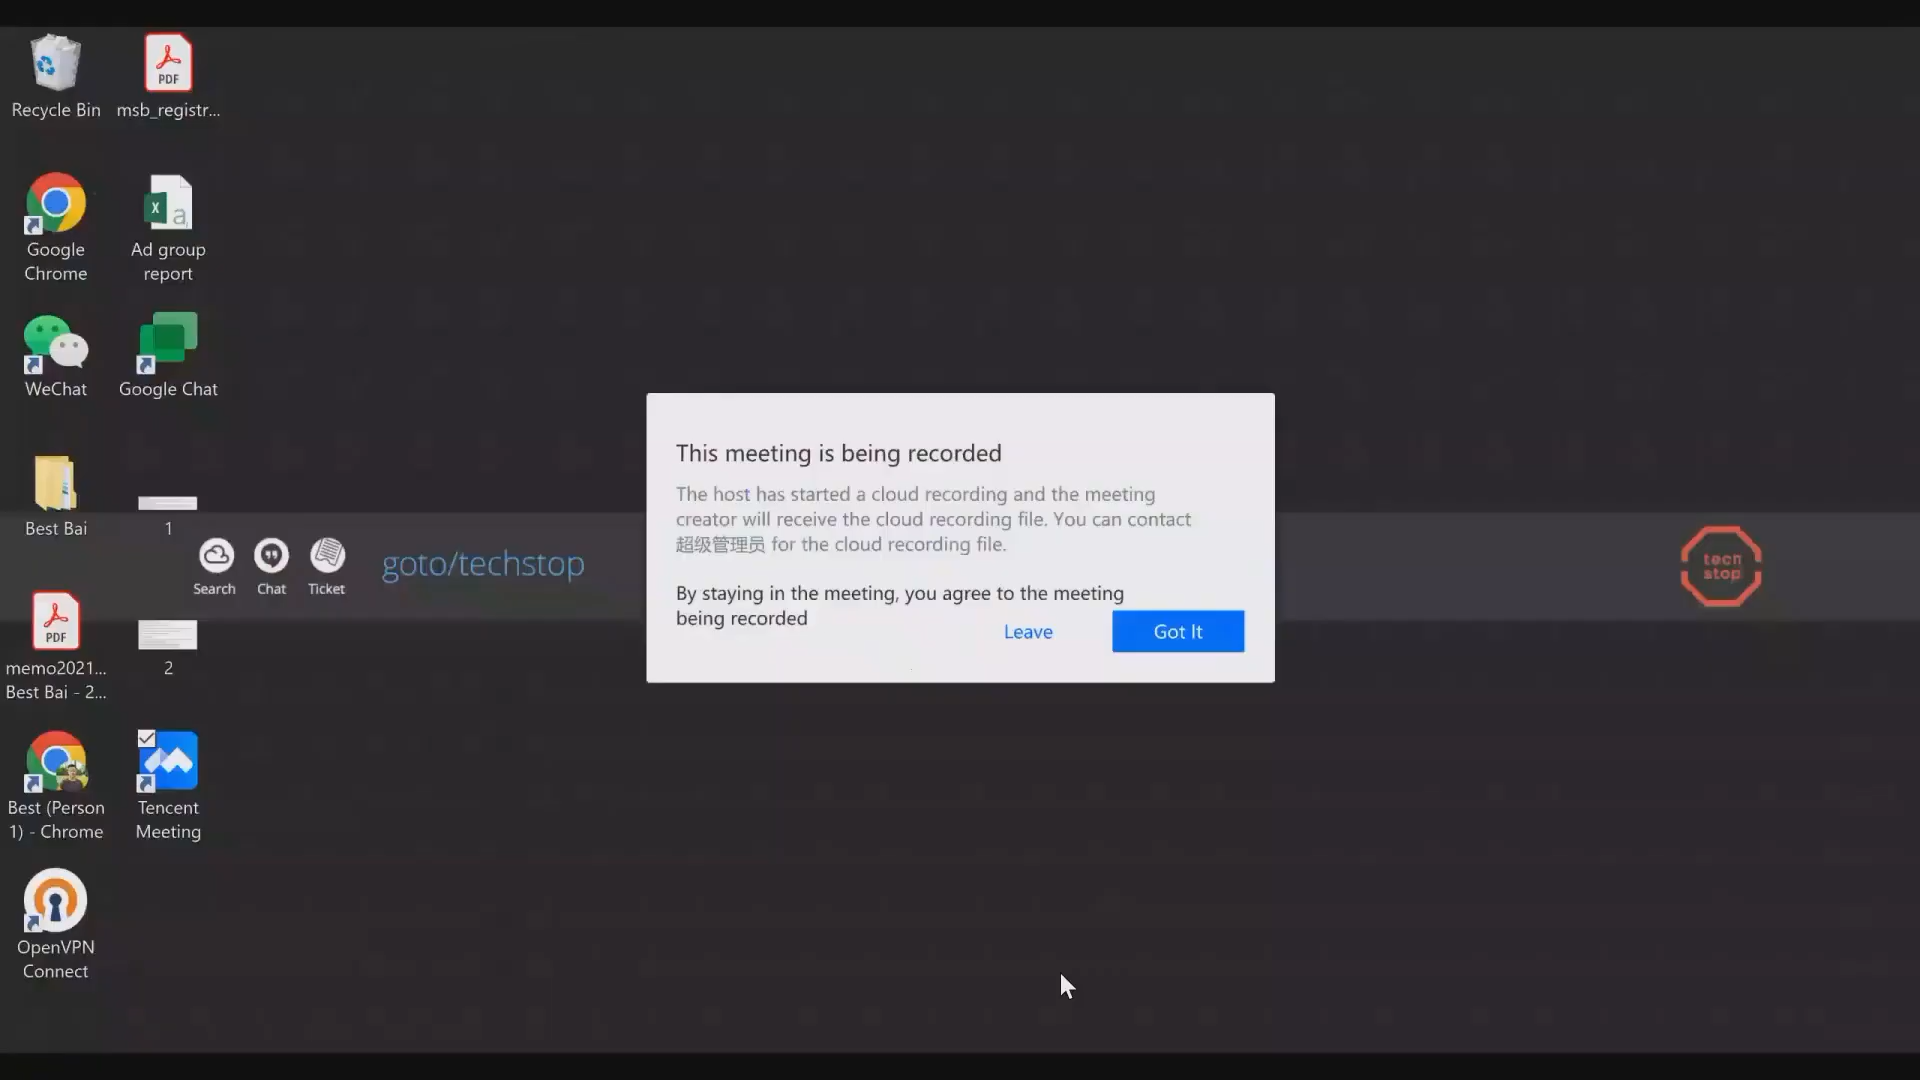 Recycle Bin
PDF
msb_registr...
Google
Chrome
X a,
Ad group
report
WeChat
Google Chat
Best Bai
1
Search
Chat
Ticket
goto/techstop
PDF
memo2021...
Best Bai - 2...
2
Best (Person
1) - Chrome
Tencent
Meeting
OpenVPN
Connect
This meeting is being recorded
The host has started a cloud recording and the meeting
creator will receive the cloud recording file. You can contact
超级管理员 for the cloud recording file.
By staying in the meeting, you agree to the meeting
being recorded
Leave
Got It
tech
stop